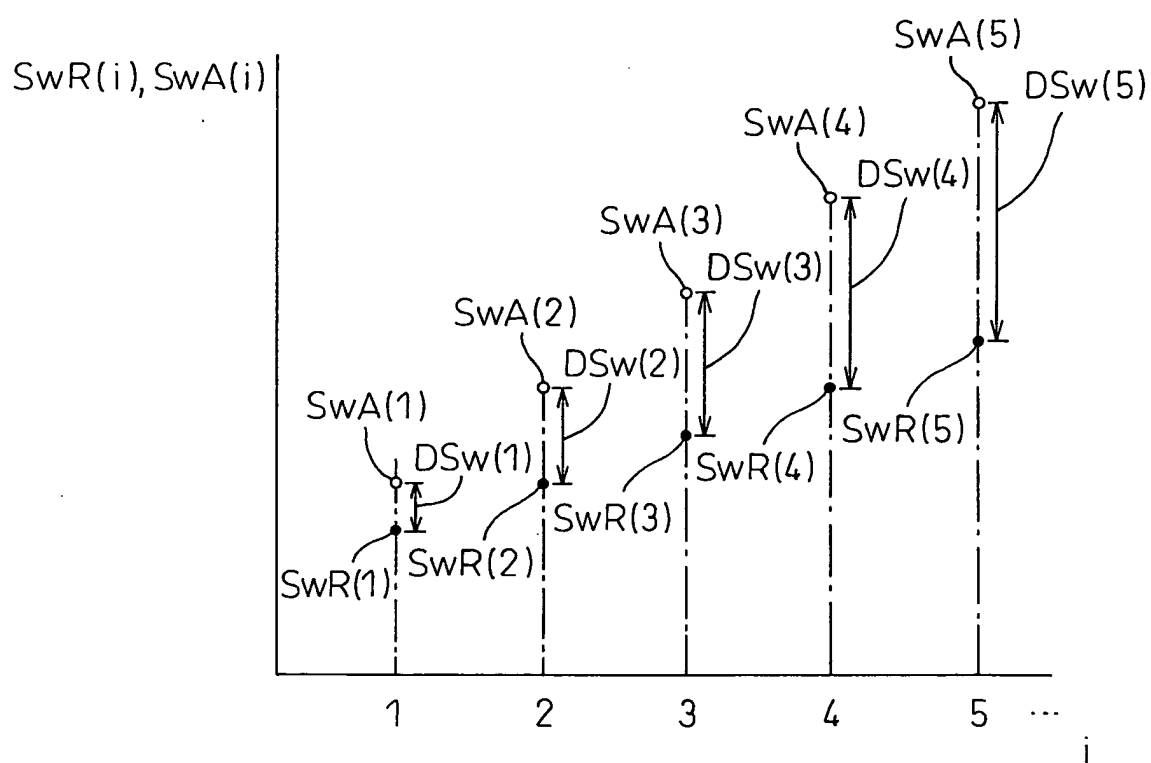 SwA(5)
SwR(i), SwA(i)
DSw(5)
SwA(4)
DSw(4)
SwA(3)
DSw(3)
SwA(2)
DSw(2)
SwA(1)
SwR(5)
DSw(1)
SwR(4)
SwR(3)
SwR(2)
SwR(1)
1 2 3 4 5 ...
i